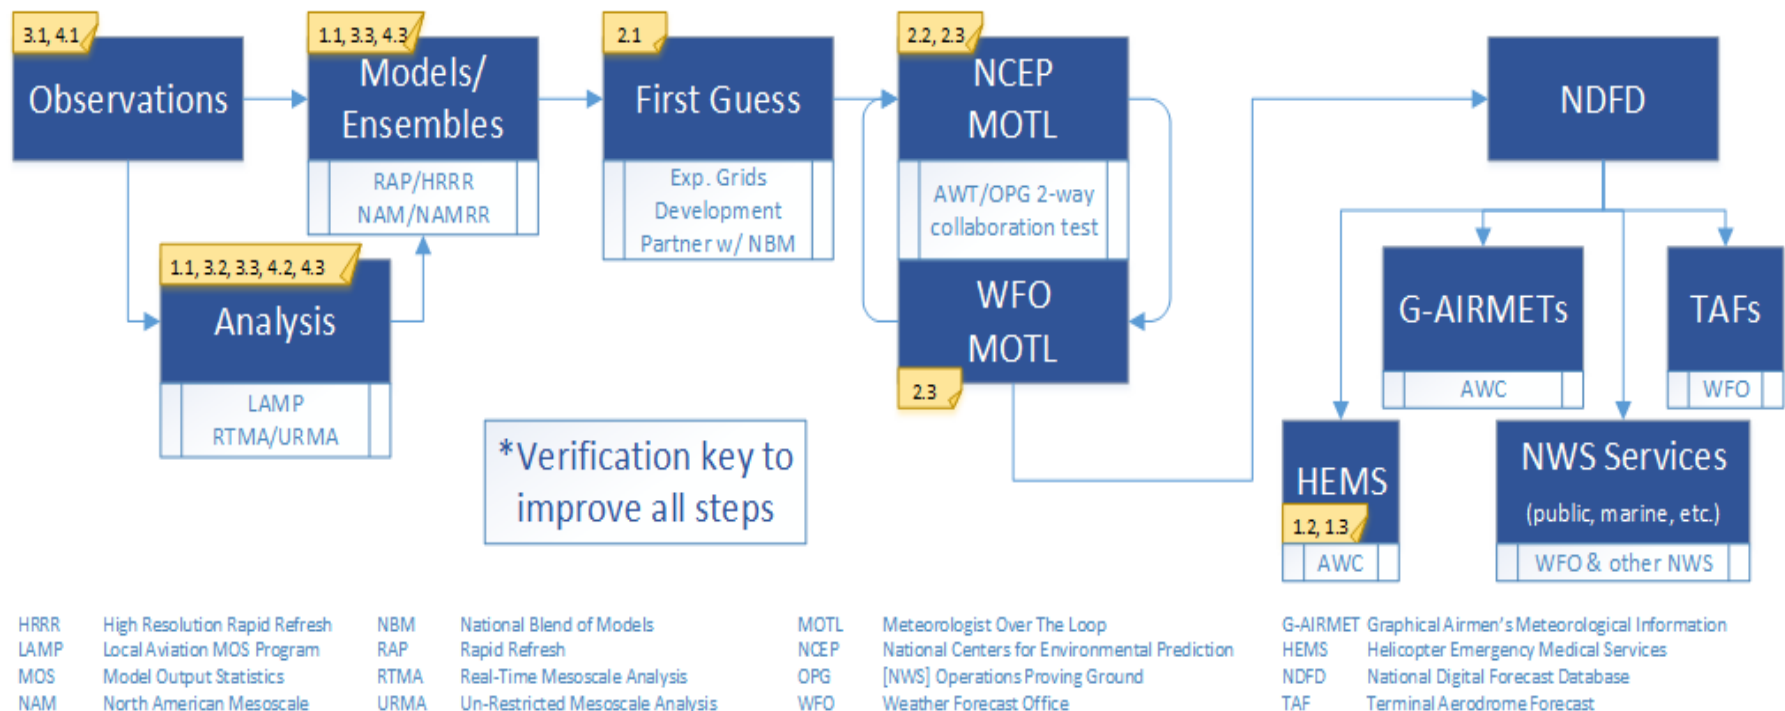 3.1, 4.1
Observations
1.1, 3.3, 4.3
Models/
Ensembles
RAP/HRRR
NAM/NAMRR
2.1
First Guess
Exp. Grids
Development
Partner w/ NBM
2.2, 2.3
NCEP
MOTL
AWT/OPG 2-way
collaboration test
WFO
MOTL
2.3
NDFD
1.1, 3.2, 3.3, 4.2, 4.3
Analysis
LAMP
RTMA/URMA
*Verification key to
improve all steps
G-AIRMETs
AWC
TAFs
WFO
HEMS
1.2, 1.3
AWC
NWS Services
(public, marine, etc.)
WFO & other NWS
HRRR High Resolution Rapid Refresh
LAMP Local Aviation MOS Program
MOS Model Output Statistics
NAM North American Mesoscale
NBM National Blend of Models
RAP Rapid Refresh
RTMA Real-Time Mesoscale Analysis
URMA Un-Restricted Mesoscale Analysis
MOTL Meteorologist Over The Loop
NCEP National Centers for Environmental Prediction
OPG [NWS] Operations Proving Ground
WFO Weather Forecast Office
G-AIRMET Graphical Airmen's Meteorological Information
HEMS Helicopter Emergency Medical Services
NDFD National Digital Forecast Database
TAF Terminal Aerodrome Forecast